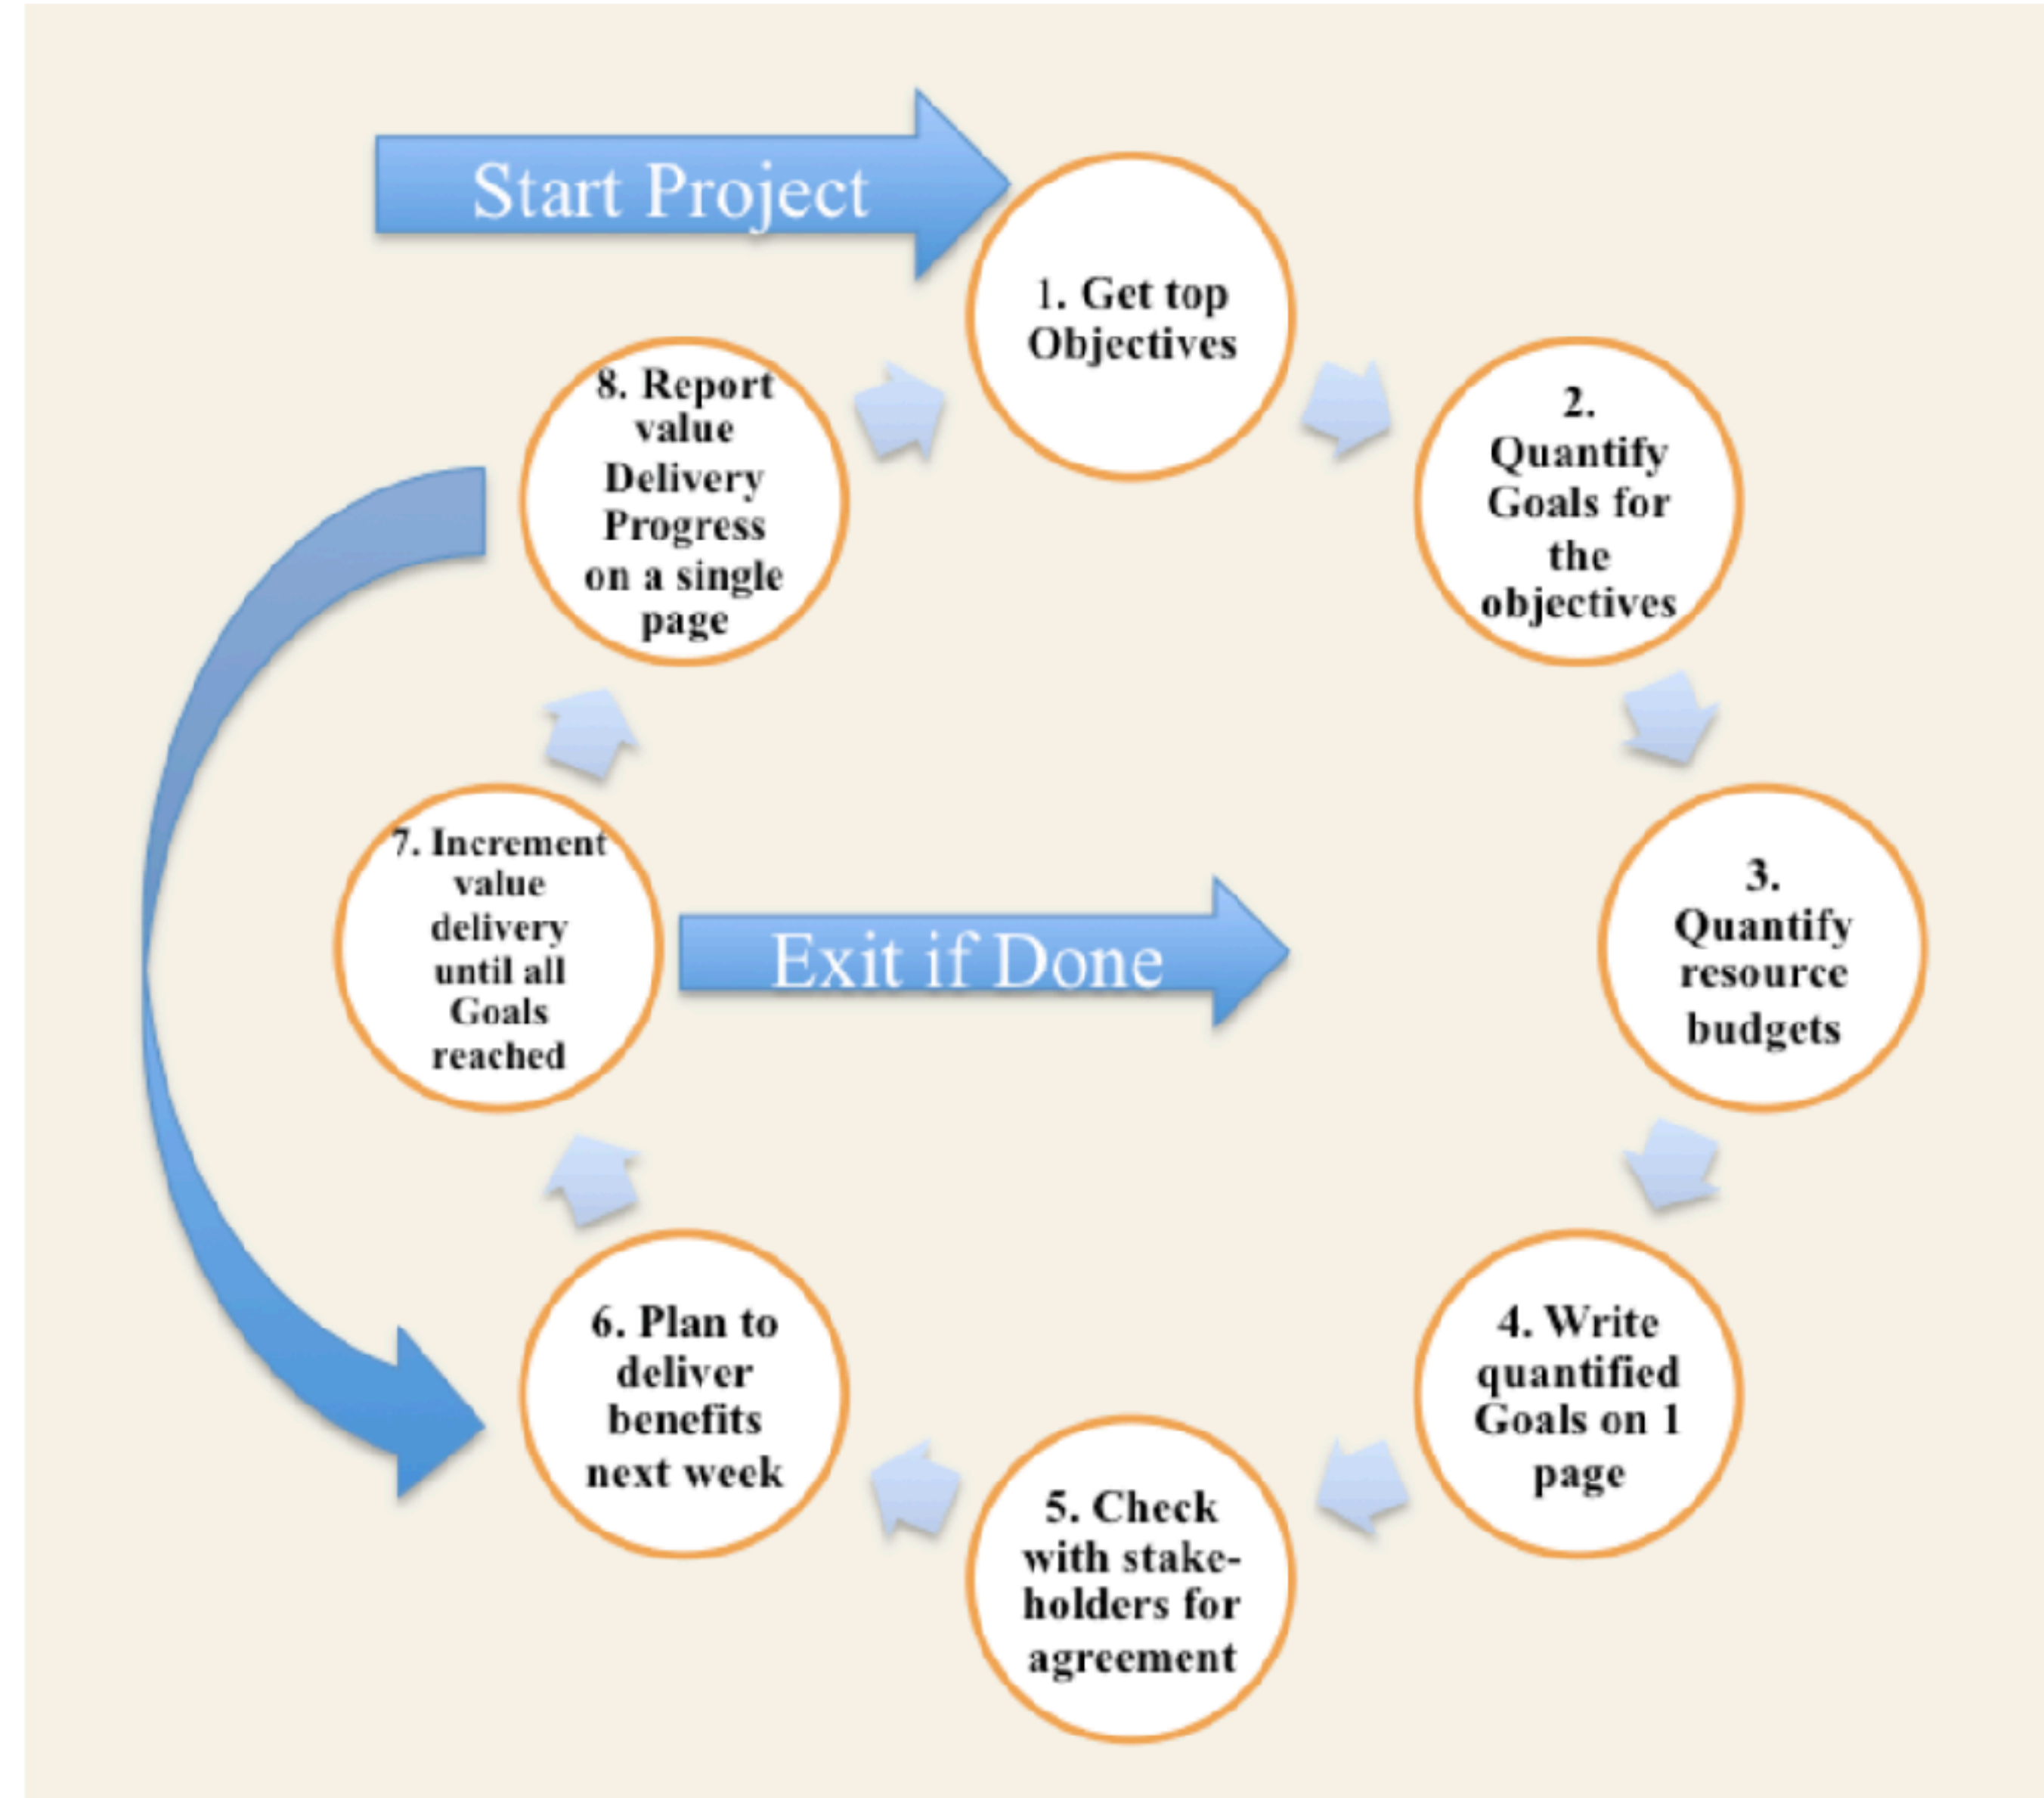 Start Project
1. Get top
Objectives
2.
Quantify
Goals for
the
objectives
3.
Quantify
resource
budgets
4. Write
quantified
Goals on 1
page
5. Check
with stake-
holders for
agreement
6. Plan to
deliver
benefits
next week
7. Increment
value
delivery
until all
Goals
reached
Exit if Done
8. Report
value
Delivery
Progress
on a single
page